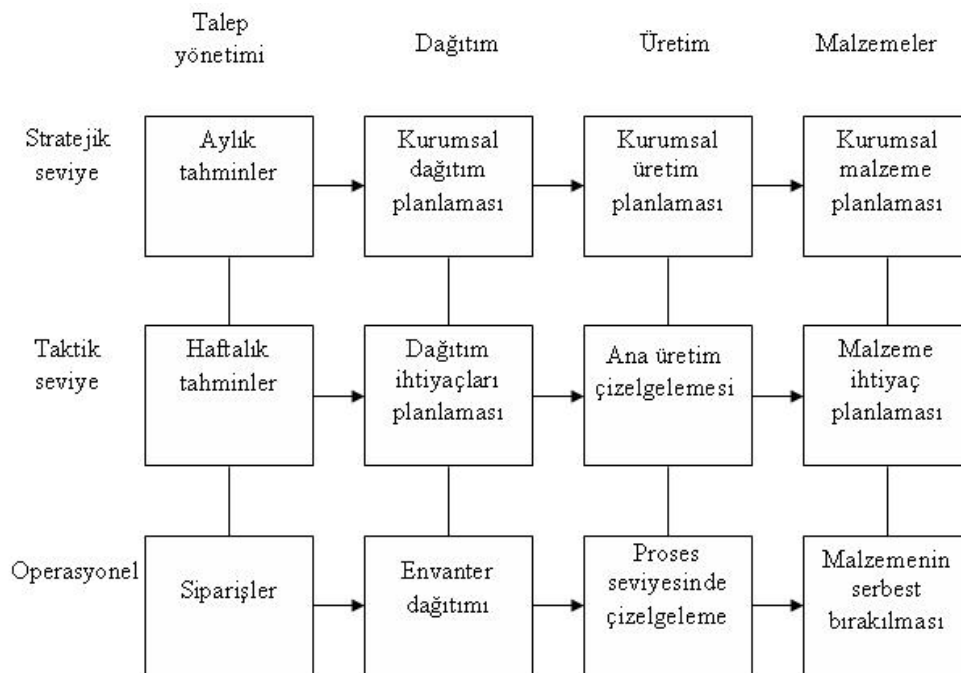 Talep
yönetimi
Dağıtım
Üretim
Malzemeler
Stratejik
seviye
Aylık
tahminler
Kurumsal
dağıtım
planlaması
Kurumsal
üretim
planlaması
Kurumsal
malzeme
planlaması
Taktik
seviye
Haftalık
tahminler
Dağıtım
ihtiyaçları
planlaması
Ana üretim
çizelgelemesi
Malzeme
ihtiyaç
planlaması
Operasyonel
Siparişler
Envanter
dağıtımı
Proses
seviyesinde
çizelgeleme
Malzemenin
serbest
bırakılması